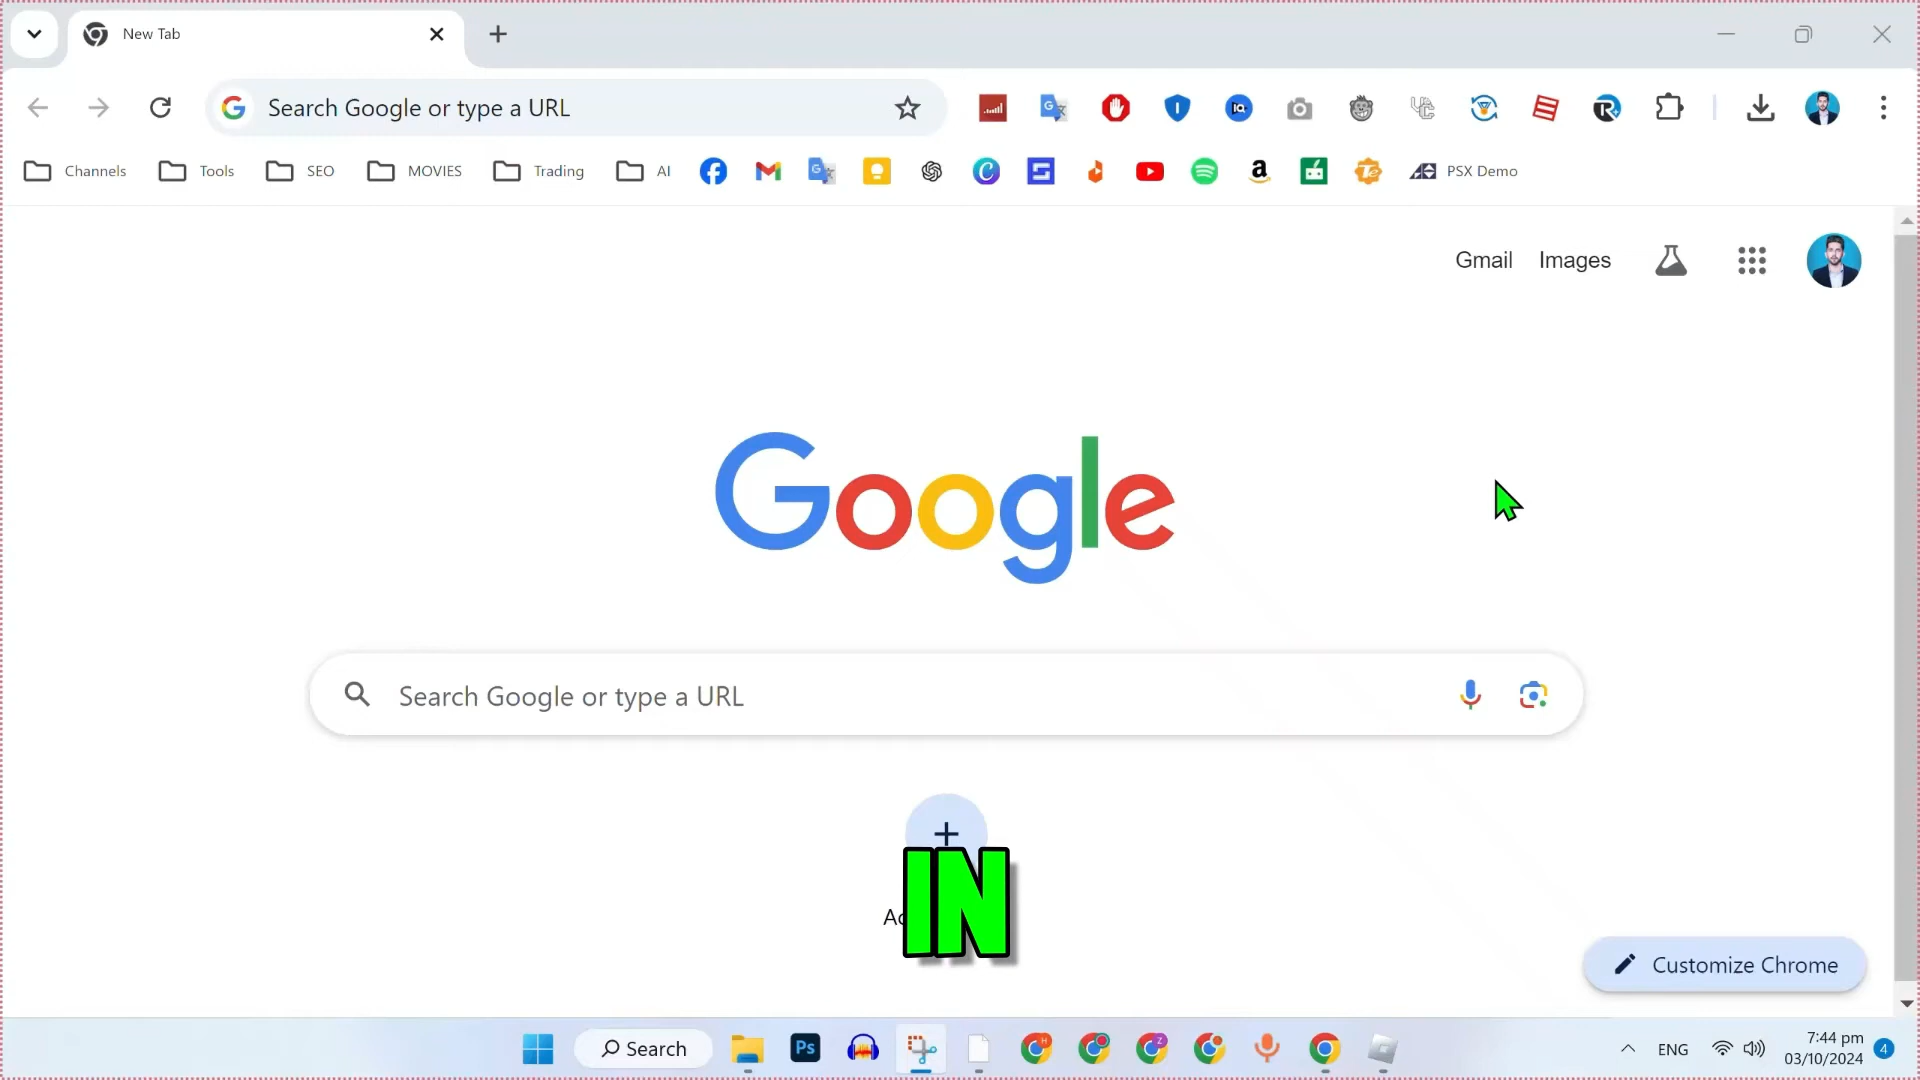 New Tab
Search Google or type a URL
Channels Tools SEO MOVIES Trading AI PSX Demo
Gmail Images
Google
Search Google or type a URL
IN
Customize Chrome
Search
Ps
ENG
7:44 pm
03/10/2024
4